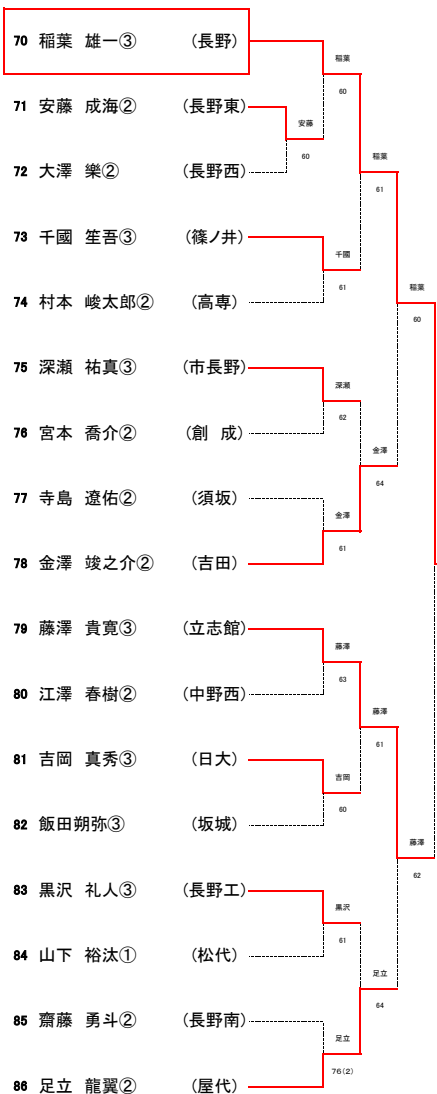 70 稲葉 雄一③ (長野)
71 安藤 成海② (長野東)
72 大澤 樂② (長野西)
73 千國 笙吾③ (篠ノ井)
74 村本 峻太郎② (高専)
75 深瀬 祐真③ (市長野)
76 宮本 喬介② (創 成)
77 寺島 遼佑② (須坂)
78 金澤 竣之介② (吉田)
79 藤澤 貴寛③ (立志館)
80 江澤 春樹② (中野西)
81 吉岡 真秀③ (日大)
82 飯田朔弥③ (坂城)
83 黒沢 礼人③ (長野工)
84 山下 裕汰① (松代)
85 齋藤 勇斗② (長野南)
86 足立 龍翼② (屋代)
安藤
60
稲葉
60
千國
61
深瀬
62
金澤
61
藤澤
63
吉岡
60
黒沢
61
足立
76(2)
稲葉
61
金澤
64
藤澤
61
足立
64
稲葉
60
藤澤
62